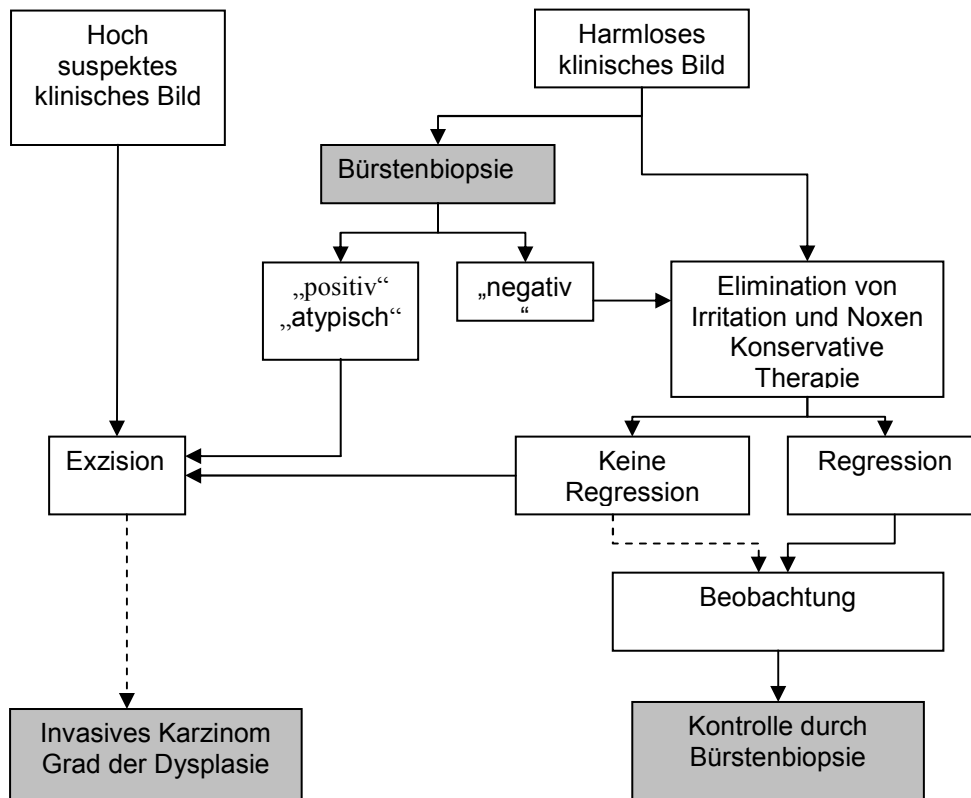 Hoch
suspektes
klinisches Bild
Harmloses
klinisches Bild
Bürstenbiopsie
„positiv“
„atypisch“
„negativ
“
Elimination von
Irritation und Noxen
Konservative
Therapie
Exzision
Keine
Regression
Regression
Beobachtung
Invasives Karzinom
Grad der Dysplasie
Kontrolle durch
Bürstenbiopsie